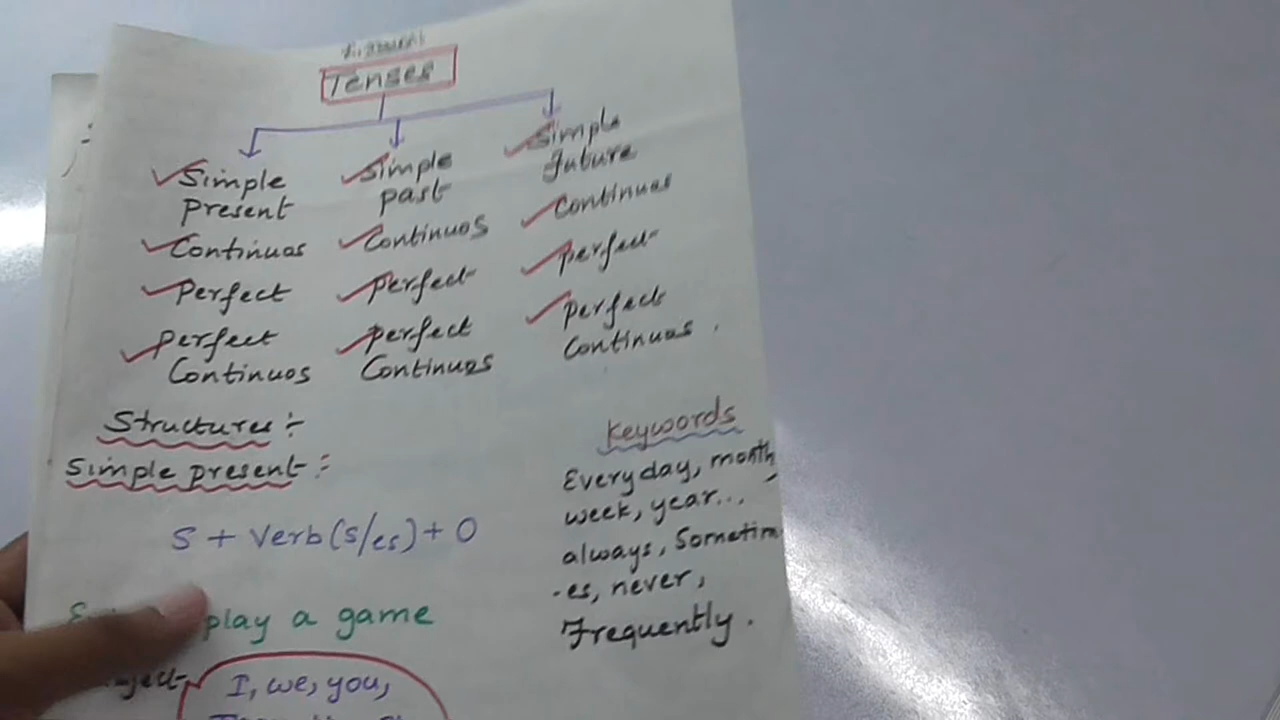 Tenses
Simple
present
Continuos
Perfect
Perfect
Continuos
Simple
past
Continuos
Perfect
Perfect
Continuos
Simple
future
Continuos
Perfect
Perfect
Continuos.
Structures:-
Simple present:-
S + Verb(s/es) + O
play a game
I, we, you,
Keywords
Everyday, month,
week, year..,
always, Sometim
-es, never,
Frequently.